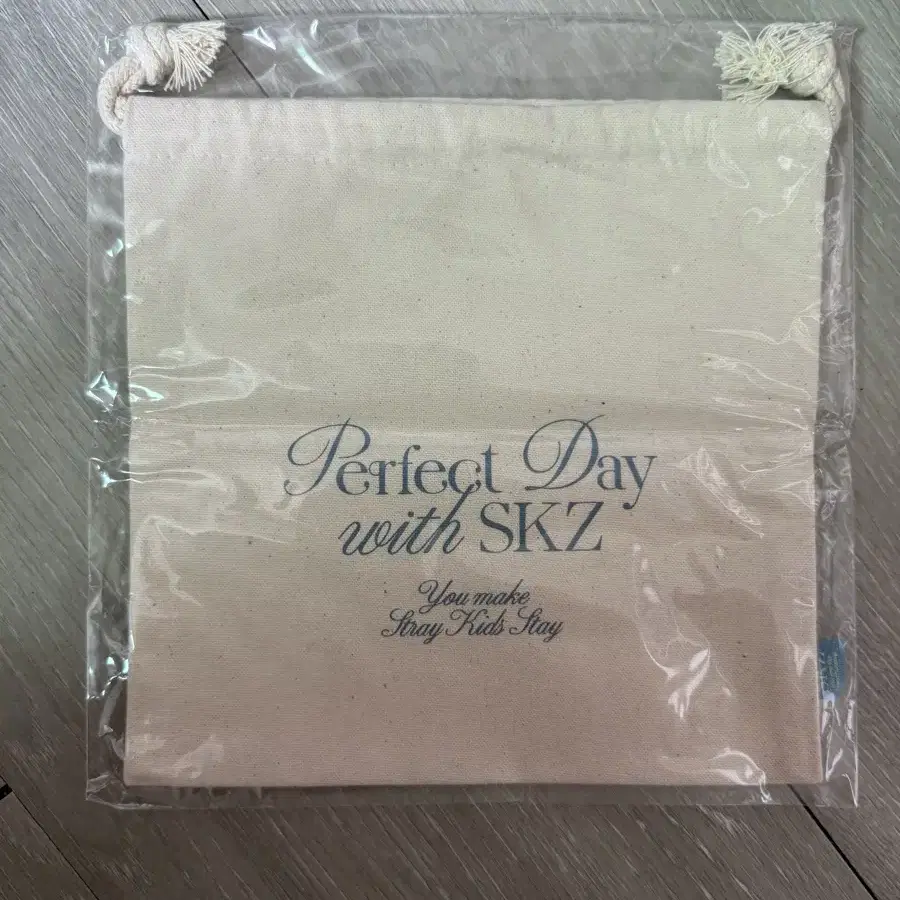 Perfect Day
with SKZ
You make
Stray Kids Stay